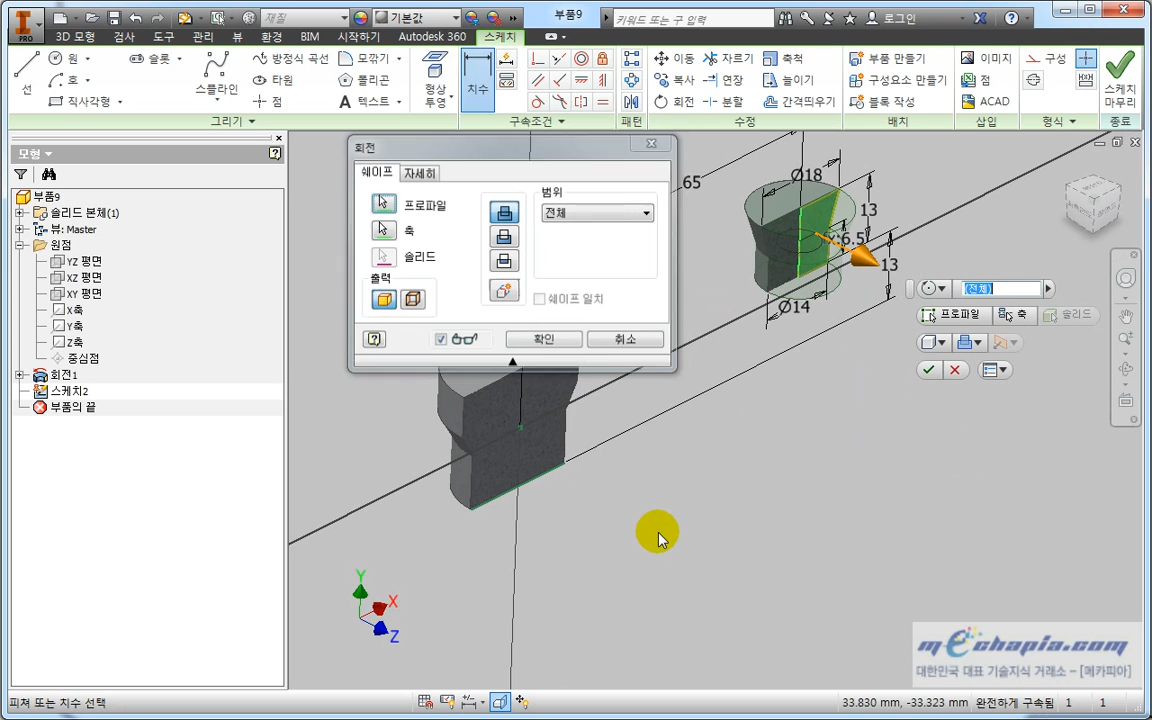 부품9
재질
기본값
키워드 또는 구 입력
로그인
PRO
3D 모형 검사 도구 관리 뷰 환경 BIM 시작하기 Autodesk 360 스케치
선
원
호
직사각형
슬롯
스플라인
방정식 곡선
타원
점
모깎기
폴리곤
텍스트
형상
투영
치수
이동
복사
회전
자르기
연장
분할
축척
늘이기
간격띄우기
부품 만들기
구성요소 만들기
블록 작성
이미지
점
ACAD
구성
스케치
마무리
그리기
구속조건
패턴
수정
배치
삽입
형식
종료
모형
부품9
솔리드 본체(1)
뷰: Master
원점
YZ 평면
XZ 평면
XY 평면
X축
Y축
Z축
중심점
회전1
스케치2
부품의 끝
회전
쉐이프
자세히
프로파일
축
솔리드
출력
범위
전체
쉐이프 일치
확인
취소
65
Ø18
13
6.5
13
Ø14
(전체)
프로파일
축
솔리드
Y
X
Z
mechapia.com
대한민국 대표 기술지식 거래소 – [메카피아]
피쳐 또는 치수 선택
33.830 mm, -33.323 mm
완전하게 구속됨
1
1